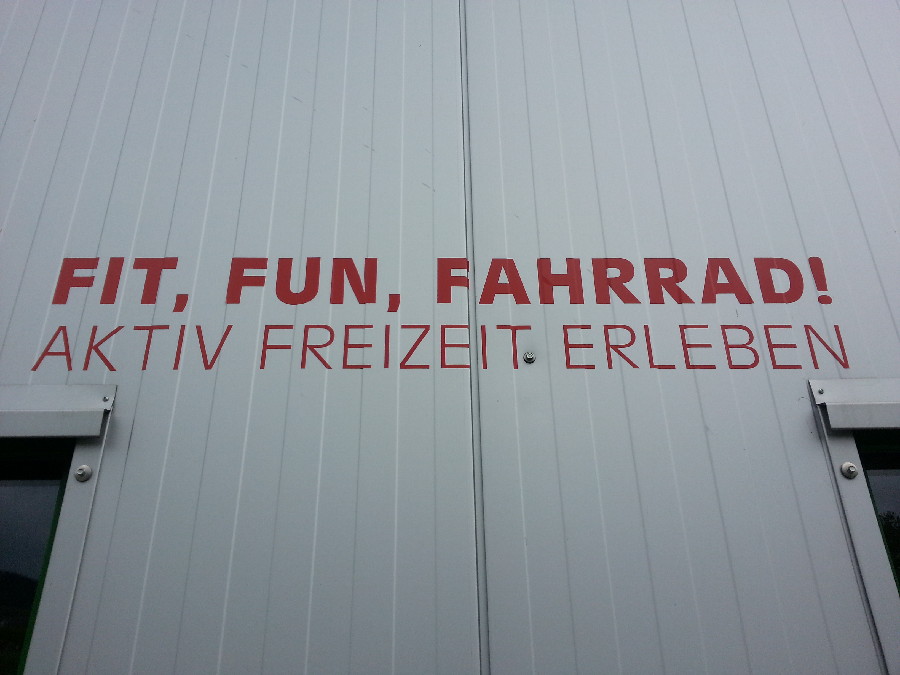 FIT, FUN, FAHRRAD!
AKTIV FREIZEIT ERLEBEN